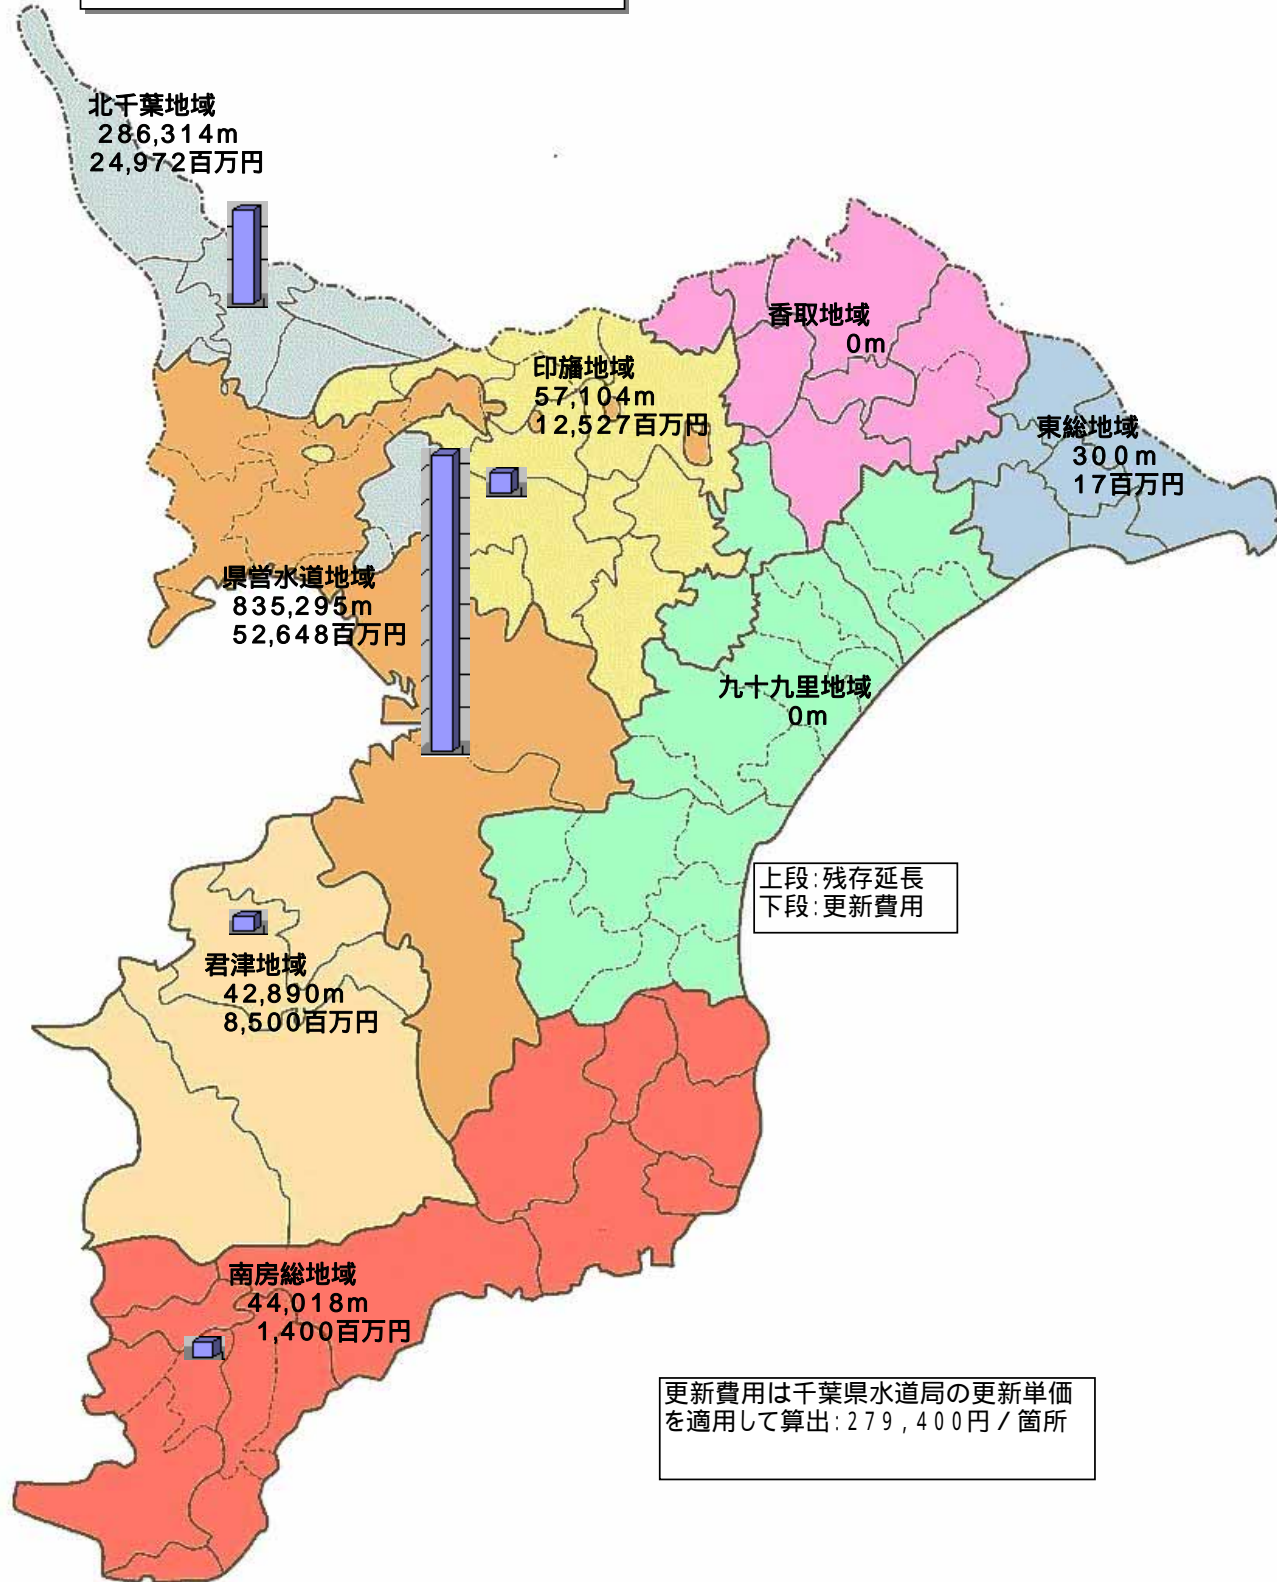 北千葉地域
286,314m
24,972百万円
香取地域
0m
印旛地域
57,104m
12,527百万円
東総地域
300m
17百万円
県営水道地域
835,295m
52,648百万円
九十九里地域
0m
上段:残存延長
下段:更新費用
君津地域
42,890m
8,500百万円
南房総地域
44,018m
1,400百万円
更新費用は千葉県水道局の更新単価
を適用して算出:279,400円/箇所